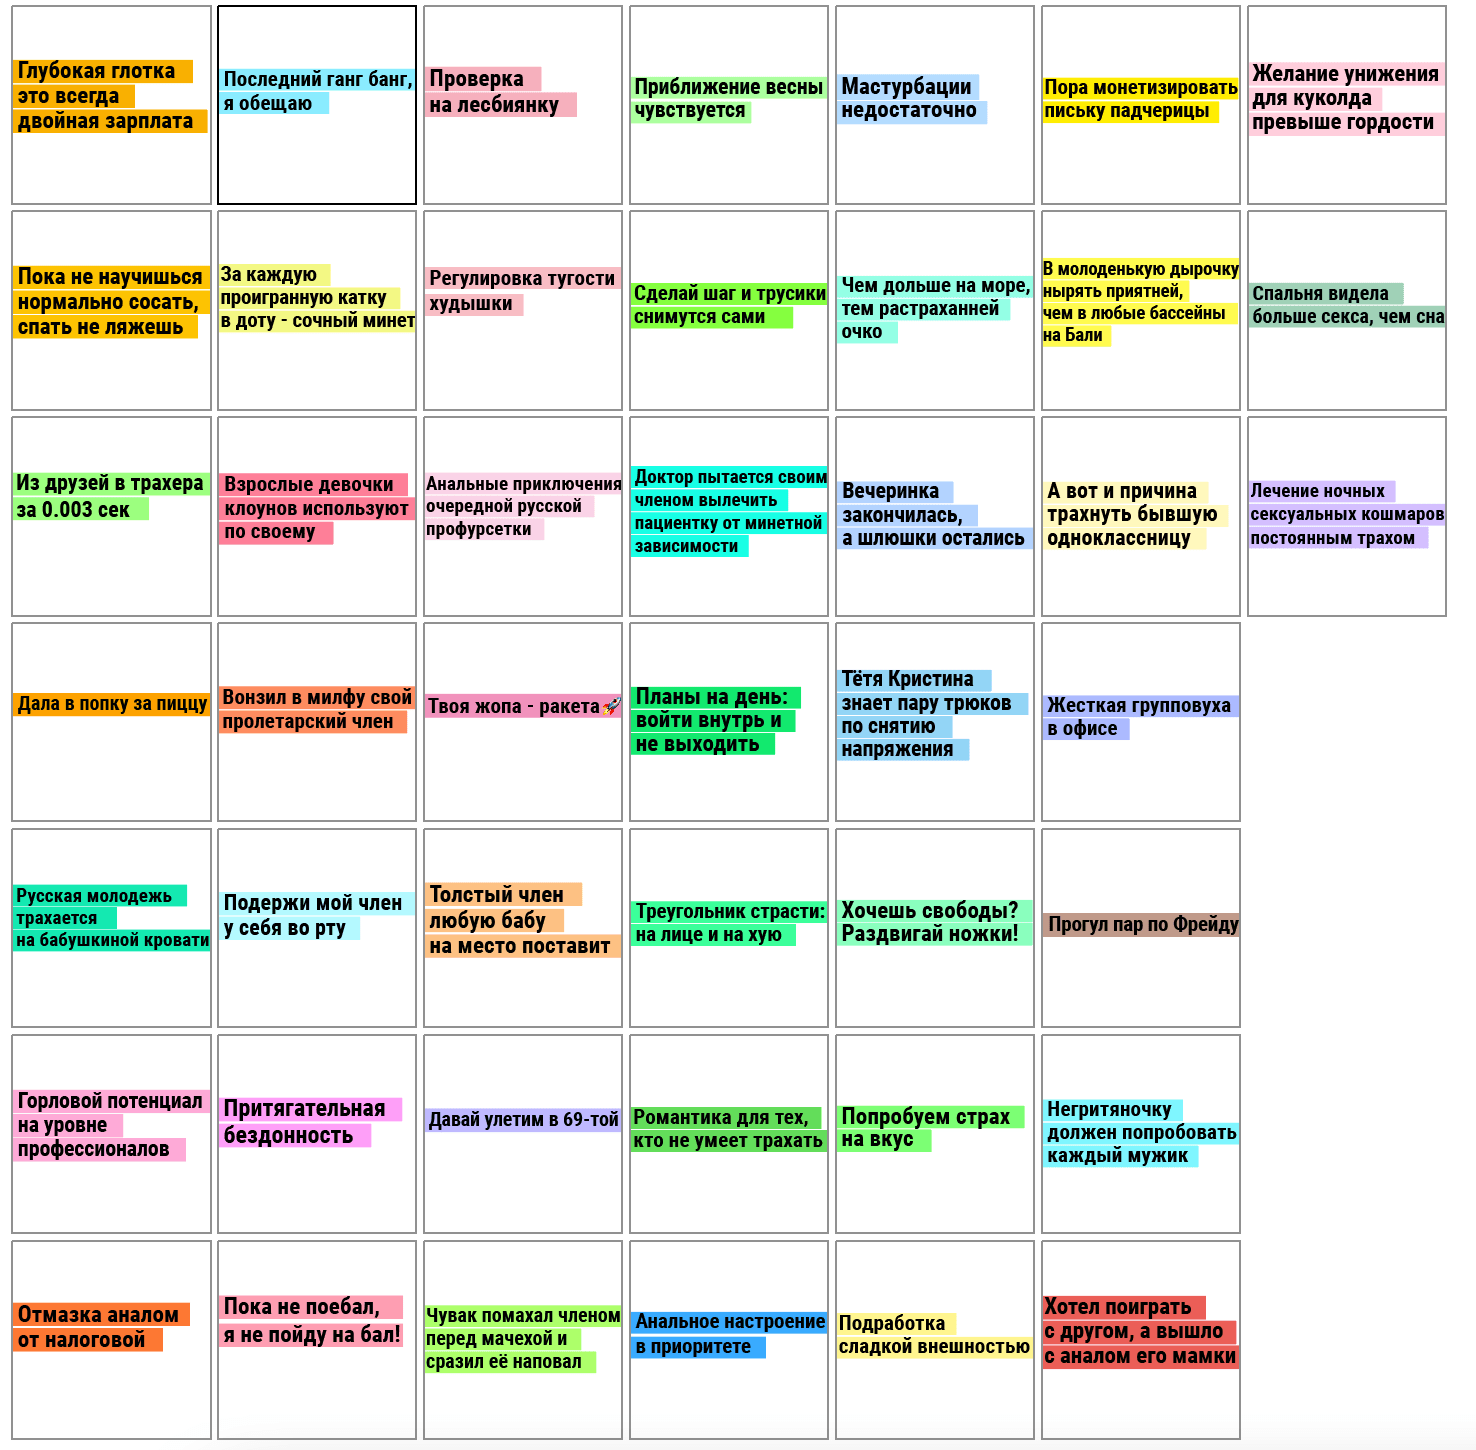 Глубокая глотка
это всегда
двойная зарплата
Последний ганг банг,
я обещаю
Проверка
на лесбиянку
Приближение весны
чувствуется
Мастурбации
недостаточно
Пора монетизировать
письку падчерицы
Желание унижения
для куколда
превыше гордости
Пока не научишься
нормально сосать,
спать не ляжешь
За каждую
проигранную катку
в доту - сочный минет
Регулировка тугости
худышки
Сделай шаг и трусики
снимутся сами
Чем дольше на море,
тем растраханней
очко
В молоденькую дырочку
нырять приятней,
чем в любые бассейны
на Бали
Спальня видела
больше секса, чем сна
Из друзей в трахера
за 0.003 сек
Взрослые девочки
клоунов используют
по своему
Анальные приключения
очередной русской
профурсетки
Доктор пытается своим
членом вылечить
пациентку от минетной
зависимости
Вечеринка
закончилась,
а шлюшки остались
А вот и причина
трахнуть бывшую
одноклассницу
Лечение ночных
сексуальных кошмаров
постоянным трахом
Дала в попку за пиццу
Вонзил в милфу свой
пролетарский член
Твоя жопа - ракета🚀
Планы на день:
войти внутрь и
не выходить
Тётя Кристина
знает пару трюков
по снятию
напряжения
Жесткая групповуха
в офисе
Русская молодежь
трахается
на бабушкиной кровати
Подержи мой член
у себя во рту
Толстый член
любую бабу
на место поставит
Треугольник страсти:
на лице и на хую
Хочешь свободы?
Раздвигай ножки!
Прогул пар по Фрейду
Горловой потенциал
на уровне
профессионалов
Притягательная
бездонность
Давай улетим в 69-той
Романтика для тех,
кто не умеет трахать
Попробуем страх
на вкус
Негритяночку
должен попробовать
каждый мужик
Отмазка аналом
от налоговой
Пока не поебал,
я не пойду на бал!
Чувак помахал членом
перед мачехой и
сразил её наповал
Анальное настроение
в приоритете
Подработка
сладкой внешностью
Хотел поиграть
с другом, а вышло
с аналом его мамки